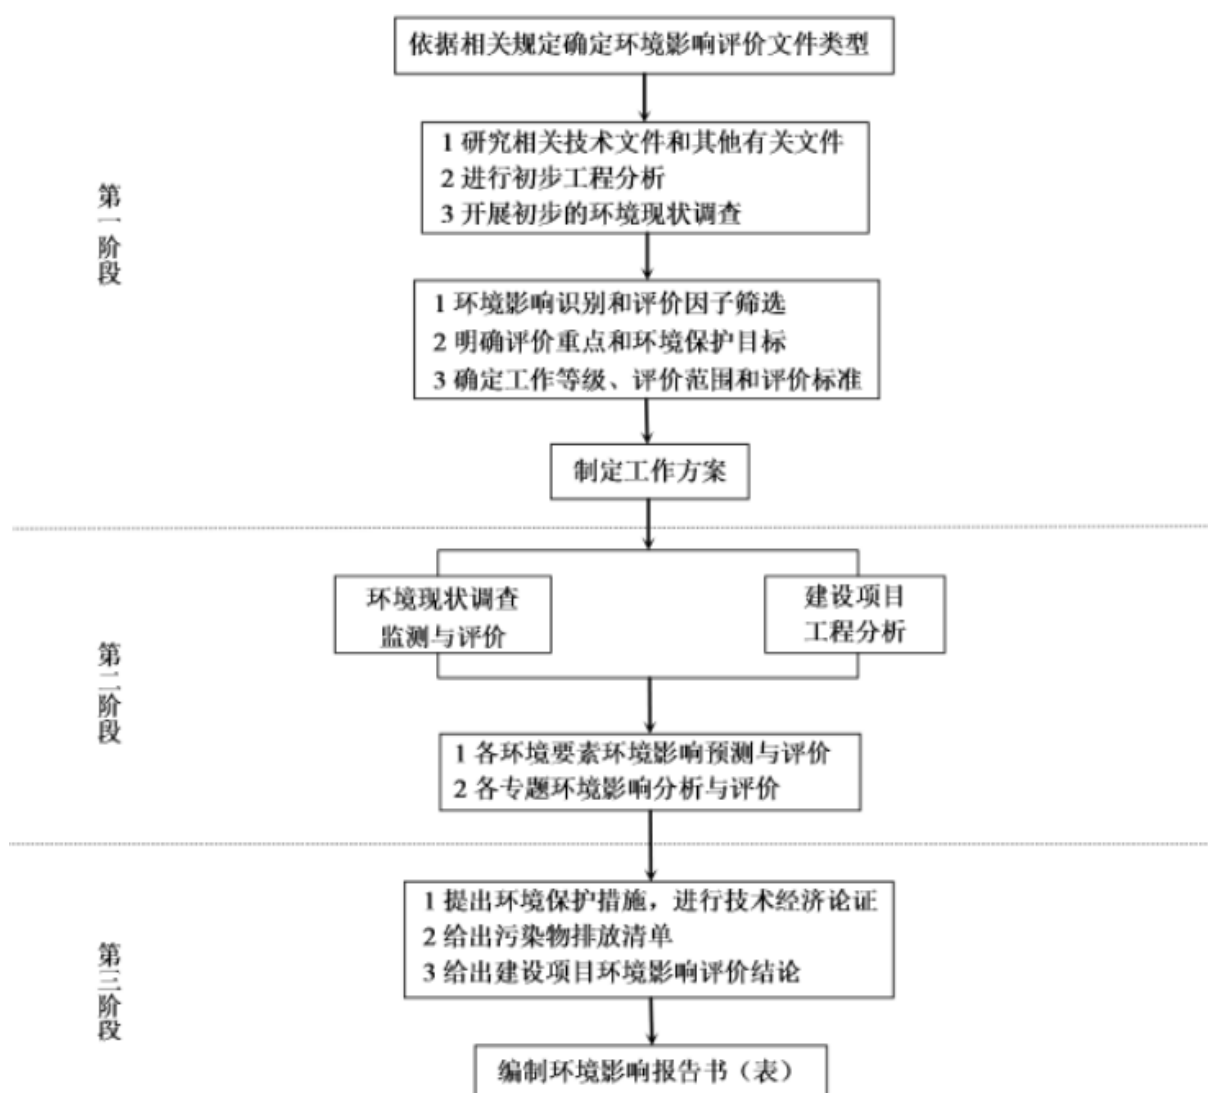 依据相关规定确定环境影响评价文件类型
1 研究相关技术文件和其他有关文件
2 进行初步工程分析
3 开展初步的环境现状调查
第一阶段
1 环境影响识别和评价因子筛选
2 明确评价重点和环境保护目标
3 确定工作等级、评价范围和评价标准
制定工作方案
环境现状调查
监测与评价
建设项目
工程分析
第二阶段
1 各环境要素环境影响预测与评价
2 各专题环境影响分析与评价
1 提出环境保护措施，进行技术经济论证
2 给出污染物排放清单
3 给出建设项目环境影响评价结论
第三阶段
编制环境影响报告书（表）